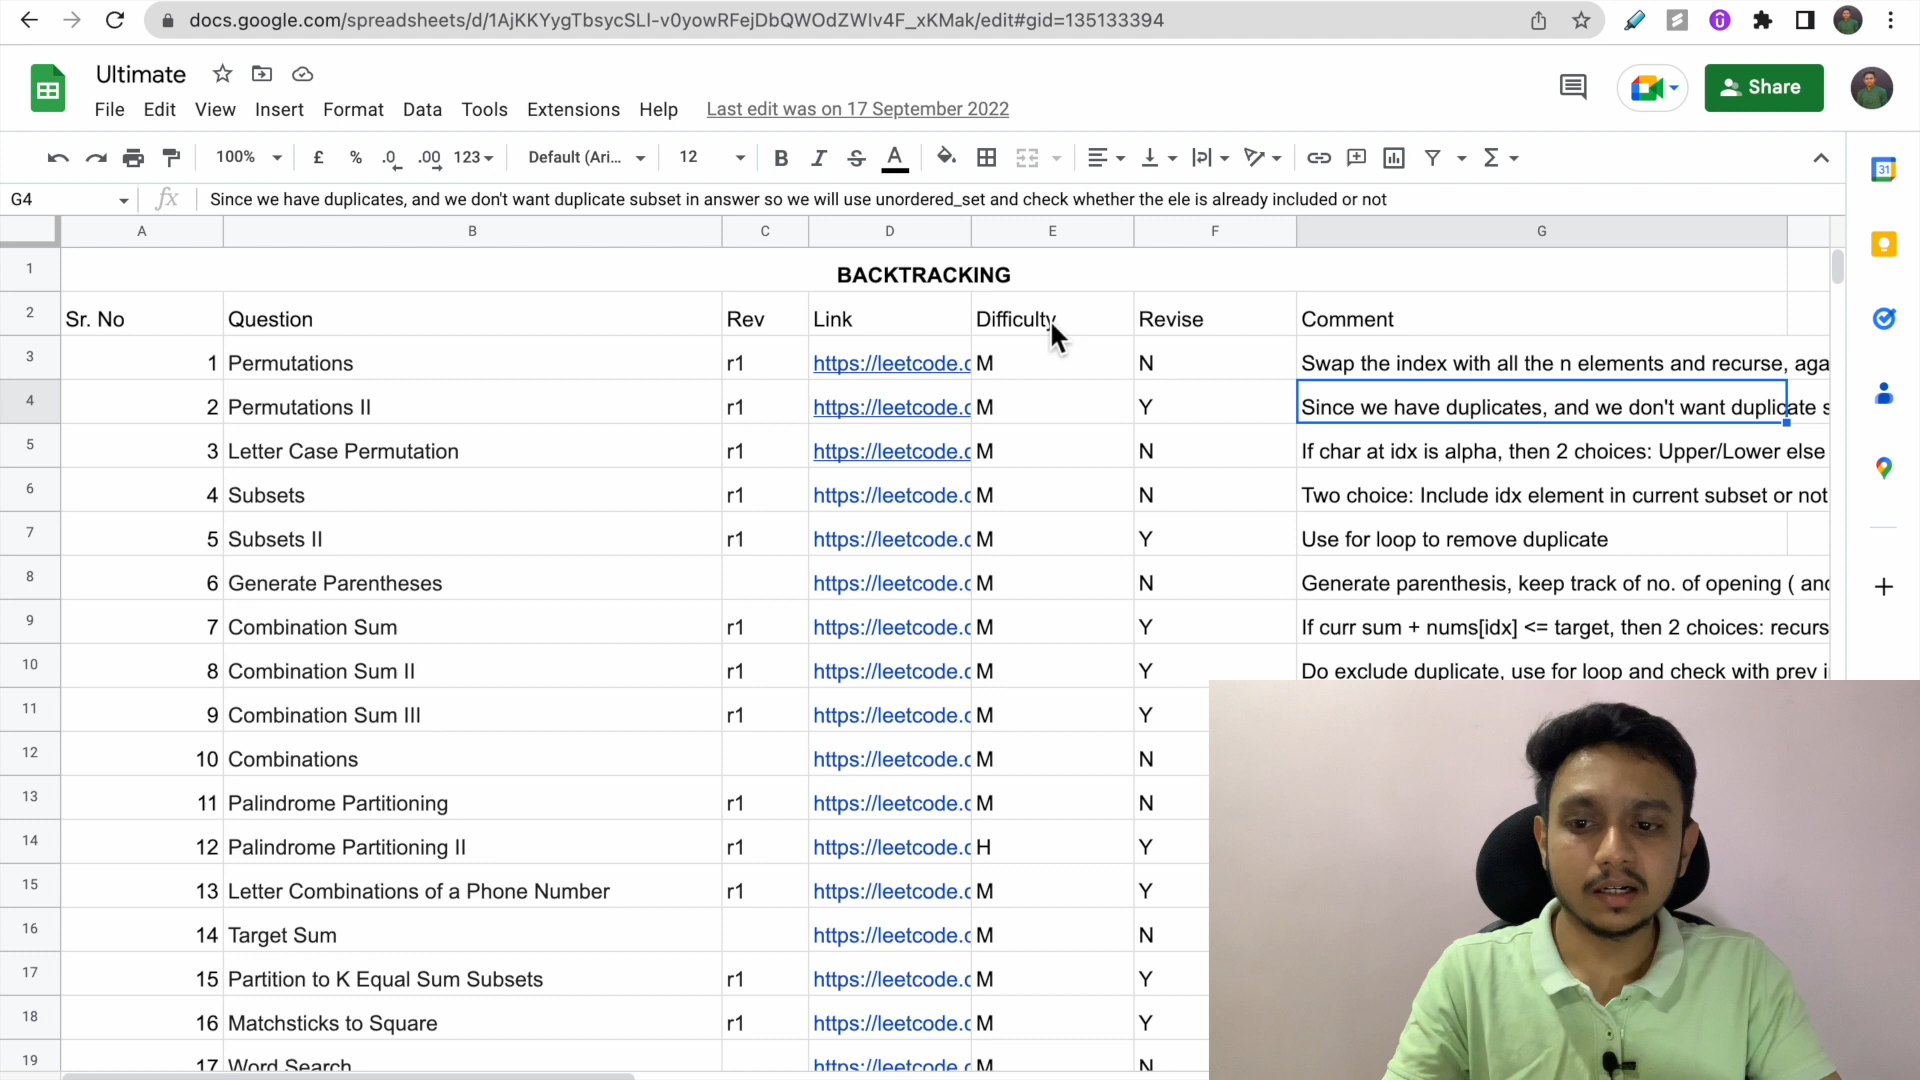 docs.google.com/spreadsheets/d/1AjKKYygTbsycSLI-v0yowRFejDbQWOdZWIv4F_xKMak/edit#gid=135133394
Ultimate
File Edit View Insert Format Data Tools Extensions Help Last edit was on 17 September 2022
Share
100% £ % .0 .00 123 Default (Ari... 12 B I S A Σ
31
G4 fx Since we have duplicates, and we don't want duplicate subset in answer so we will use unordered_set and check whether the ele is already included or not
A B C D E F G
1 BACKTRACKING
2 Sr. No Question Rev Link Difficulty Revise Comment
3 1 Permutations r1 https://leetcode.c M N Swap the index with all the n elements and recurse, aga
4 2 Permutations II r1 https://leetcode.c M Y Since we have duplicates, and we don't want duplicate s
5 3 Letter Case Permutation r1 https://leetcode.c M N If char at idx is alpha, then 2 choices: Upper/Lower else
6 4 Subsets r1 https://leetcode.c M N Two choice: Include idx element in current subset or not
7 5 Subsets II r1 https://leetcode.c M Y Use for loop to remove duplicate
8 6 Generate Parentheses https://leetcode.c M N Generate parenthesis, keep track of no. of opening ( and
9 7 Combination Sum r1 https://leetcode.c M Y If curr sum + nums[idx] <= target, then 2 choices: recurs
10 8 Combination Sum II r1 https://leetcode.c M Y Do exclude duplicate, use for loop and check with prev i
11 9 Combination Sum III r1 https://leetcode.c M Y
12 10 Combinations https://leetcode.c M N
13 11 Palindrome Partitioning r1 https://leetcode.c M N
14 12 Palindrome Partitioning II r1 https://leetcode.c H Y
15 13 Letter Combinations of a Phone Number r1 https://leetcode.c M Y
16 14 Target Sum https://leetcode.c M N
17 15 Partition to K Equal Sum Subsets r1 https://leetcode.c M Y
18 16 Matchsticks to Square r1 https://leetcode.c M Y
19 17 Word Search https://leetcode.c M N